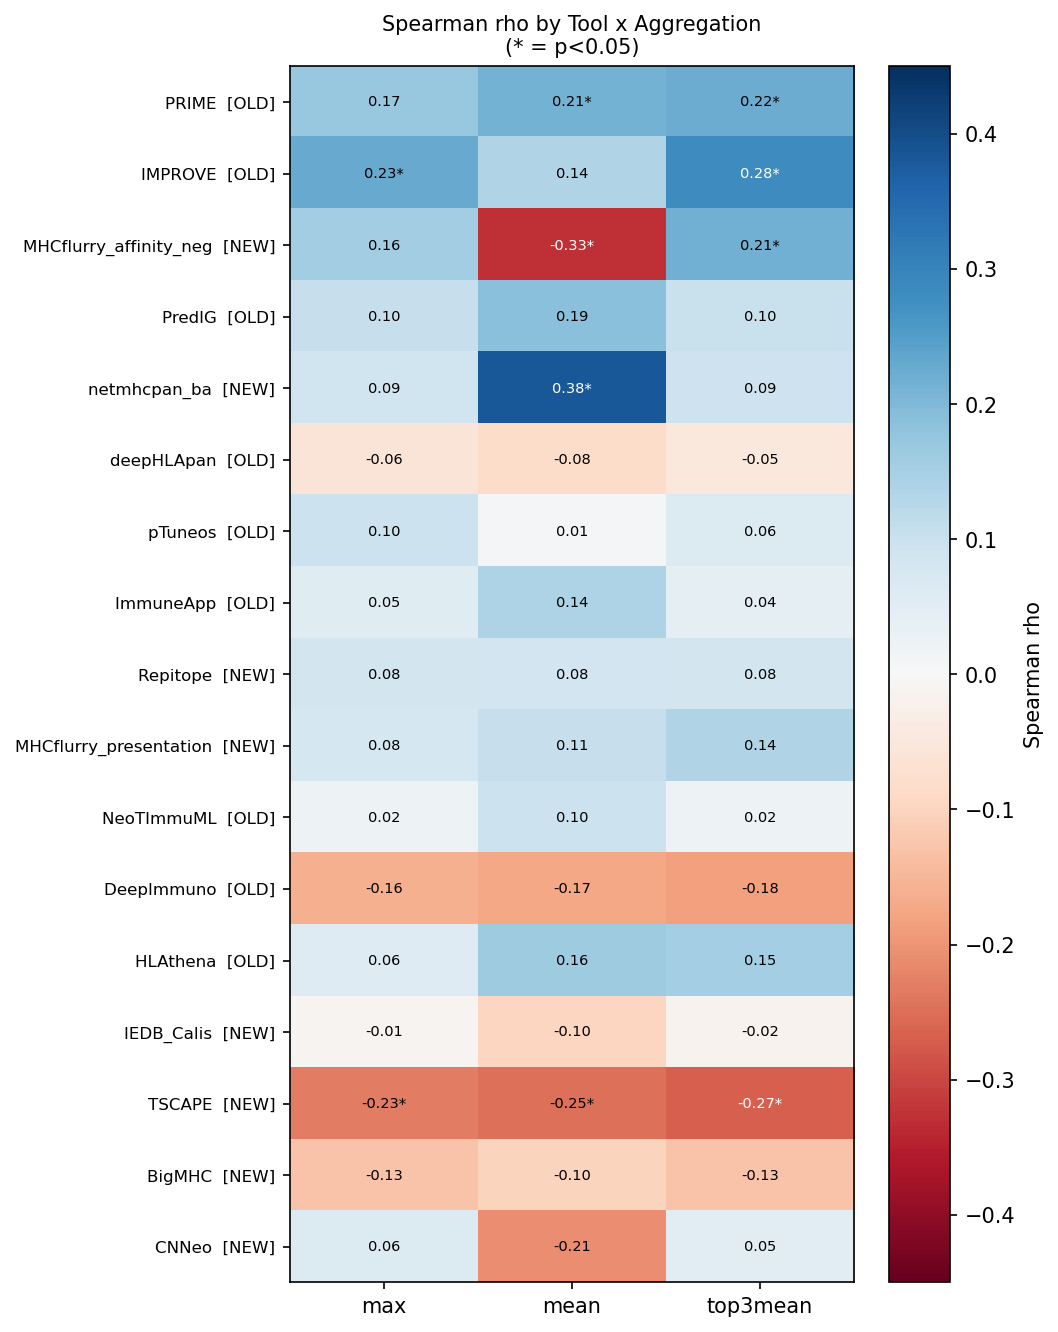 Spearman rho by Tool x Aggregation
(* = p<0.05)
PRIME [OLD] 0.17 0.21* 0.22*
IMPROVE [OLD] 0.23* 0.14 0.28*
MHCflurry_affinity_neg [NEW] 0.16 -0.33* 0.21*
PredIG [OLD] 0.10 0.19 0.10
netmhcpan_ba [NEW] 0.09 0.38* 0.09
deepHLApan [OLD] -0.06 -0.08 -0.05
pTuneos [OLD] 0.10 0.01 0.06
ImmuneApp [OLD] 0.05 0.14 0.04
Repitope [NEW] 0.08 0.08 0.08
MHCflurry_presentation [NEW] 0.08 0.11 0.14
NeoTImmuML [OLD] 0.02 0.10 0.02
DeepImmuno [OLD] -0.16 -0.17 -0.18
HLAthena [OLD] 0.06 0.16 0.15
IEDB_Calis [NEW] -0.01 -0.10 -0.02
TSCAPE [NEW] -0.23* -0.25* -0.27*
BigMHC [NEW] -0.13 -0.10 -0.13
CNNeo [NEW] 0.06 -0.21 0.05
max mean top3mean
0.4
0.3
0.2
0.1
0.0
−0.1
−0.2
−0.3
−0.4
Spearman rho